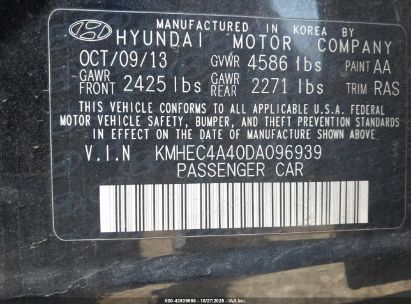 MANUFACTURED IN KOREA BY
HYUNDAI MOTOR COMPANY
OCT/09/13 GVWR 4586 lbs PAINT AA
GAWR FRONT 2425 lbs GAWR REAR 2271 lbs TRIM RAS
THIS VEHICLE CONFORMS TO ALL APPLICABLE U.S.A. FEDERAL
MOTOR VEHICLE SAFETY, BUMPER, AND THEFT PREVENTION STANDARDS
IN EFFECT ON THE DATE OF MANUFACTURE SHOWN ABOVE.
V.I.N KMHEC4A40DA096939
PASSENGER CAR